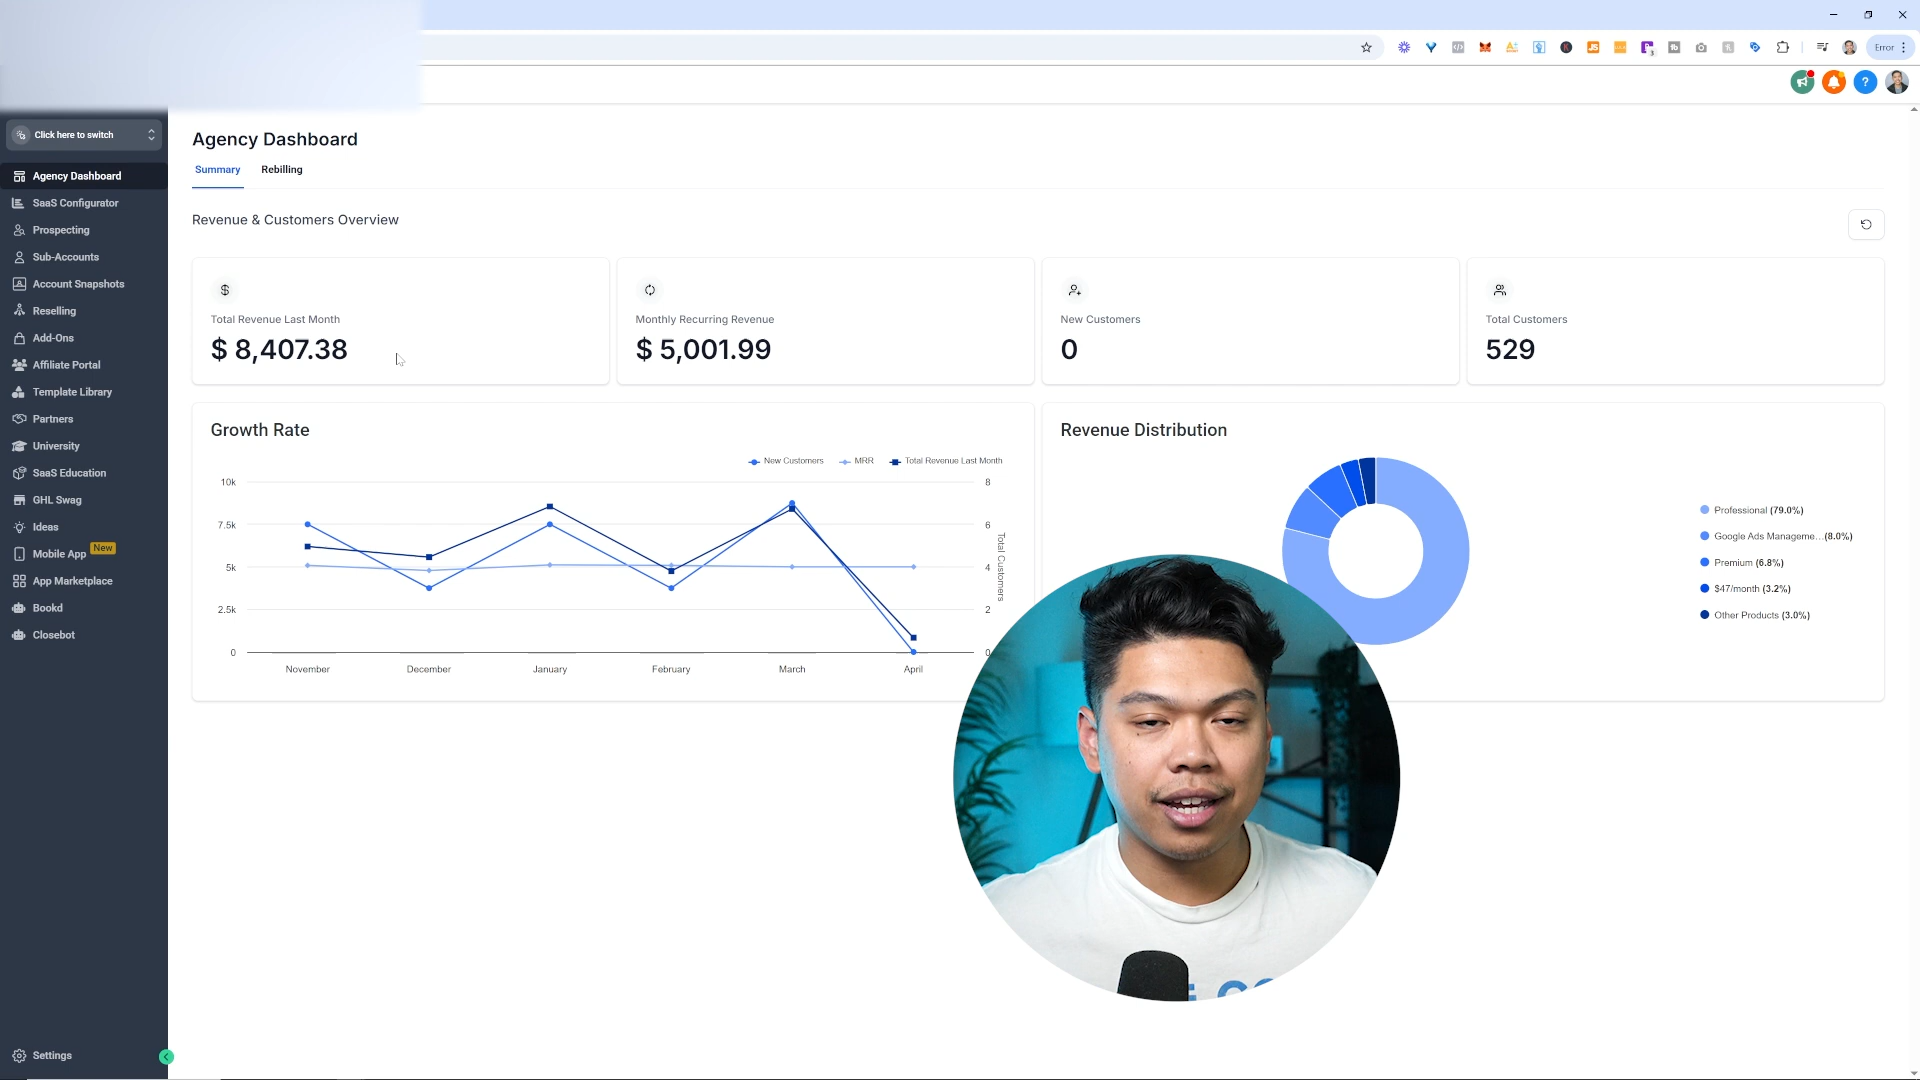 Error
Click here to switch
Agency Dashboard
SaaS Configurator
Prospecting
Sub-Accounts
Account Snapshots
Reselling
Add-Ons
Affiliate Portal
Template Library
Partners
University
SaaS Education
GHL Swag
Ideas
Mobile App New
App Marketplace
Bookd
Closebot
Settings
Agency Dashboard
Summary Rebilling
Revenue & Customers Overview
Total Revenue Last Month
$ 8,407.38
Monthly Recurring Revenue
$ 5,001.99
New Customers
0
Total Customers
529
Growth Rate
New Customers MRR Total Revenue Last Month
10k 8
7.5k 6
5k 4
2.5k 2
0 0
Total Customers
November December January February March April
Revenue Distribution
Professional (79.0%)
Google Ads Manageme...(8.0%)
Premium (6.8%)
$47/month (3.2%)
Other Products (3.0%)